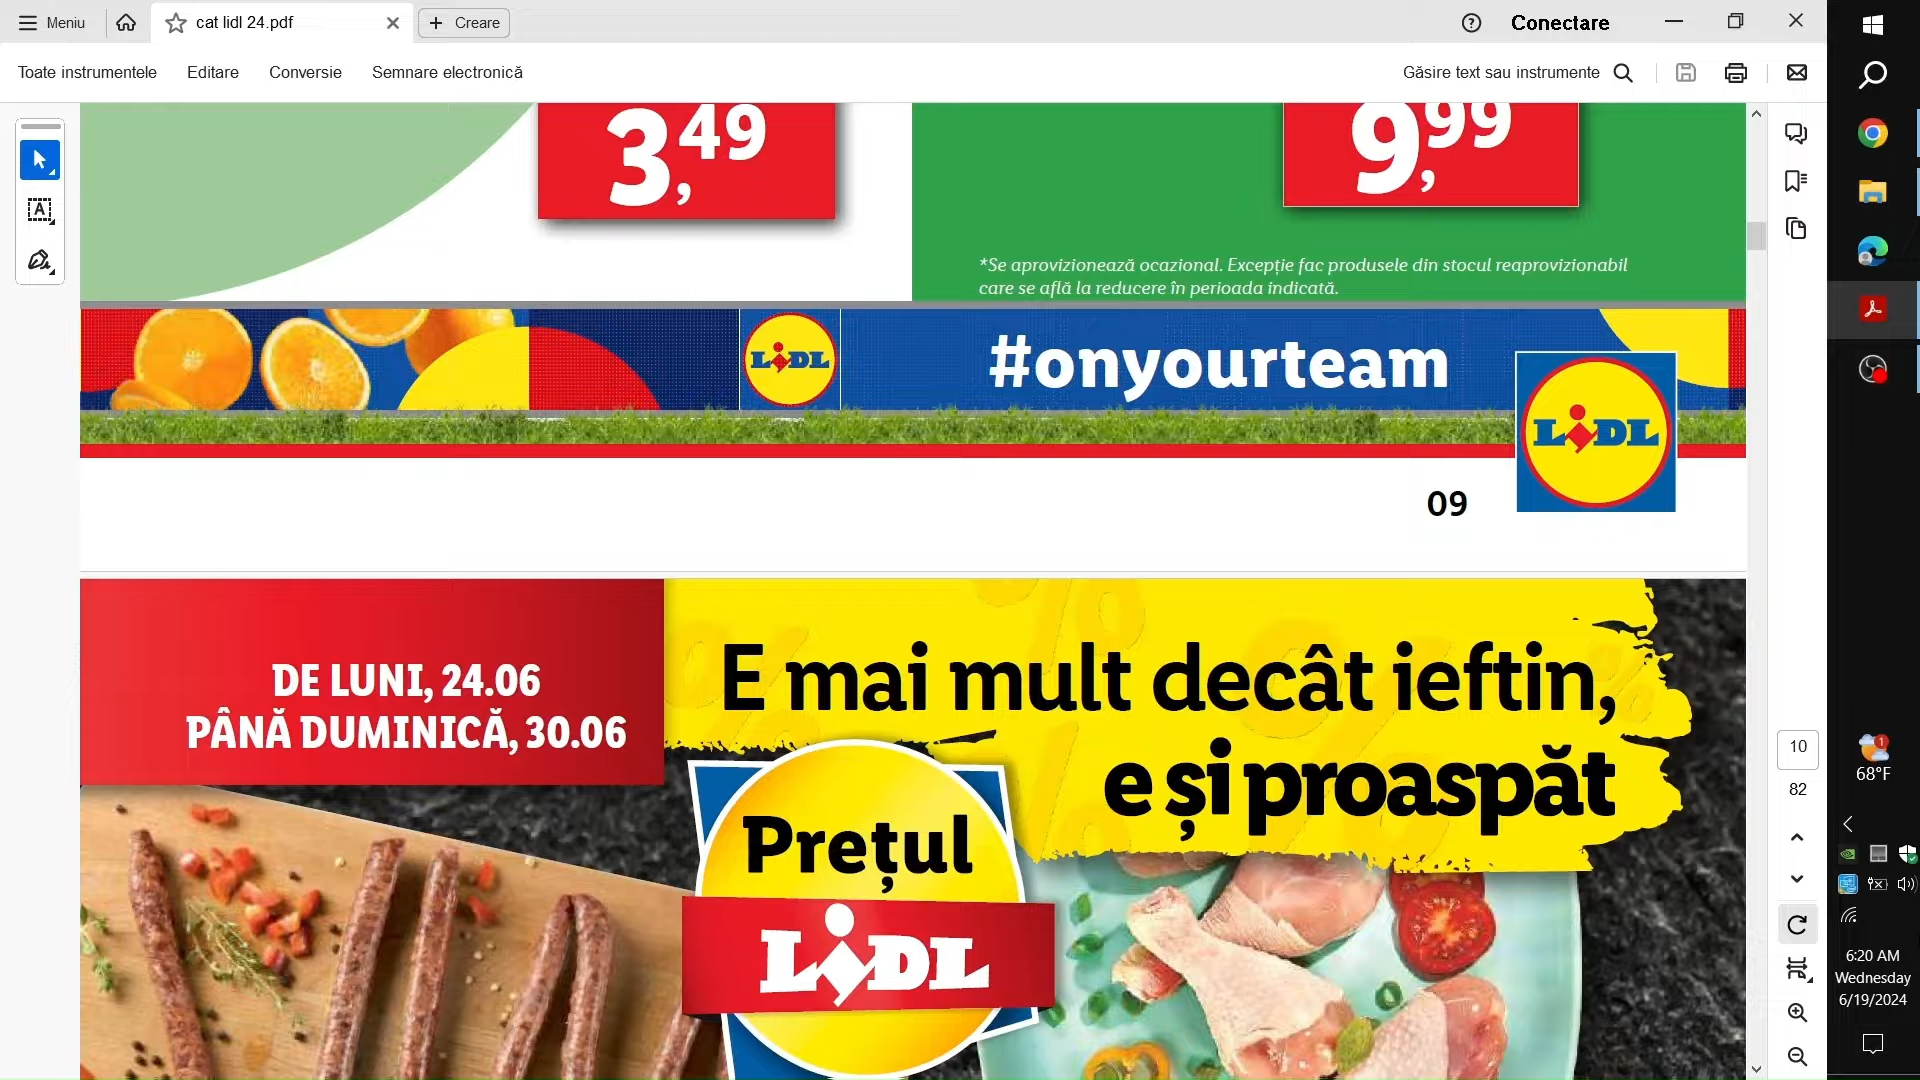 Meniu
cat lidl 24.pdf
Creare
Conectare
Toate instrumentele
Editare
Conversie
Semnare electronică
Găsire text sau instrumente
3,49
9,99
*Se aprovizionează ocazional. Excepție fac produsele din stocul reaprovizionabil
care se află la reducere în perioada indicată.
LIDL
#onyourteam
LIDL
09
DE LUNI, 24.06
PÂNĂ DUMINICĂ, 30.06
E mai mult decât ieftin,
e și proaspăt
Prețul
LIDL
10
82
1
68°F
6:20 AM
Wednesday
6/19/2024